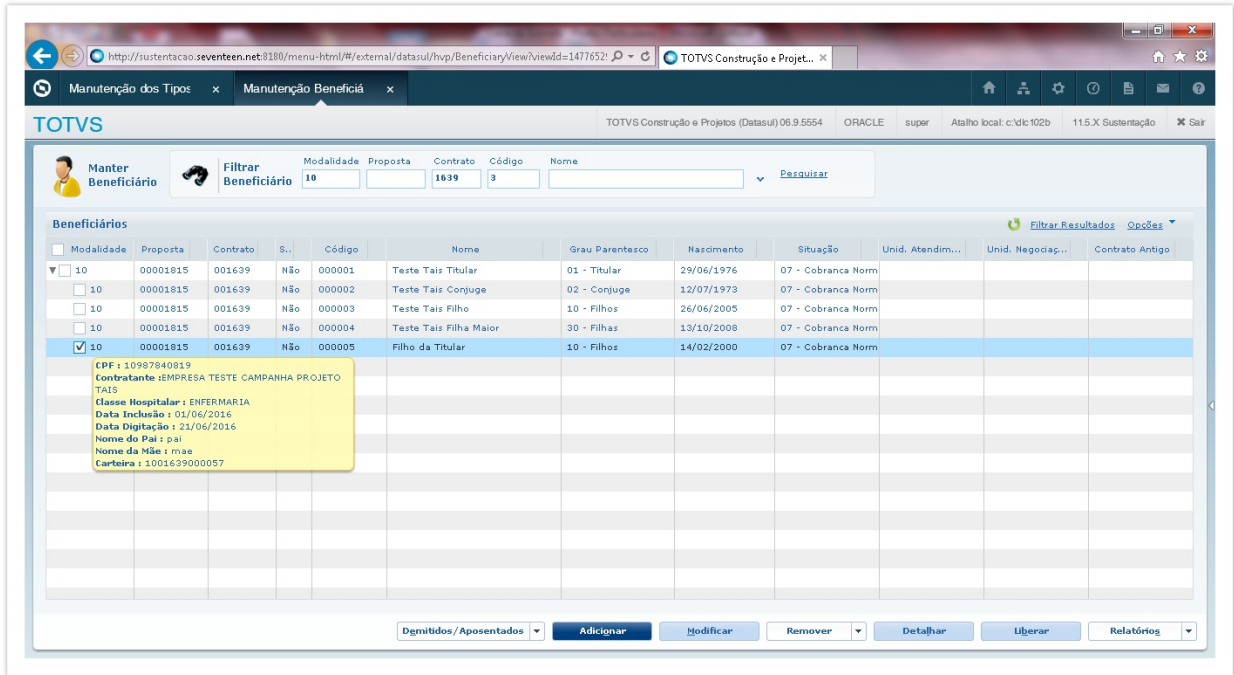 http://sustentacao.seventeen.net:8180/menu-html/#/external/datasul/hvp/BeneficiaryView?viewId=1477652!
TOTVS Construção e Projet...
Manutenção dos Tipos × Manutenção Beneficiá ×
TOTVS
TOTVS Construção e Projetos (Datasul) 06.9.5554 ORACLE super Atalho local: c:\dlc102b 11.5.X Sustentação Sair
Manter Beneficiário
Filtrar Beneficiário
Modalidade Proposta Contrato Código Nome
10 1639 3 Pesquisar
Beneficiários
Filtrar Resultados Opções
Modalidade Proposta Contrato S.. Código Nome Grau Parentesco Nascimento Situação Unid. Atendim... Unid. Negociaç... Contrato Antigo
10 00001815 001639 Não 000001 Teste Tais Titular 01 - Titular 29/06/1976 07 - Cobranca Norm
10 00001815 001639 Não 000002 Teste Tais Conjuge 02 - Conjuge 12/07/1973 07 - Cobranca Norm
10 00001815 001639 Não 000003 Teste Tais Filho 10 - Filhos 26/06/2005 07 - Cobranca Norm
10 00001815 001639 Não 000004 Teste Tais Filha Maior 30 - Filhas 13/10/2008 07 - Cobranca Norm
10 00001815 001639 Não 000005 Filho da Titular 10 - Filhos 14/02/2000 07 - Cobranca Norm
CPF : 10987840819
Contratante :EMPRESA TESTE CAMPANHA PROJETO
TAIS
Classe Hospitalar : ENFERMARIA
Data Inclusão : 01/06/2016
Data Digitação : 21/06/2016
Nome do Pai : pai
Nome da Mãe : mae
Carteira : 1001639000057
Demitidos/Aposentados Adicionar Modificar Remover Detalhar Liberar Relatórios